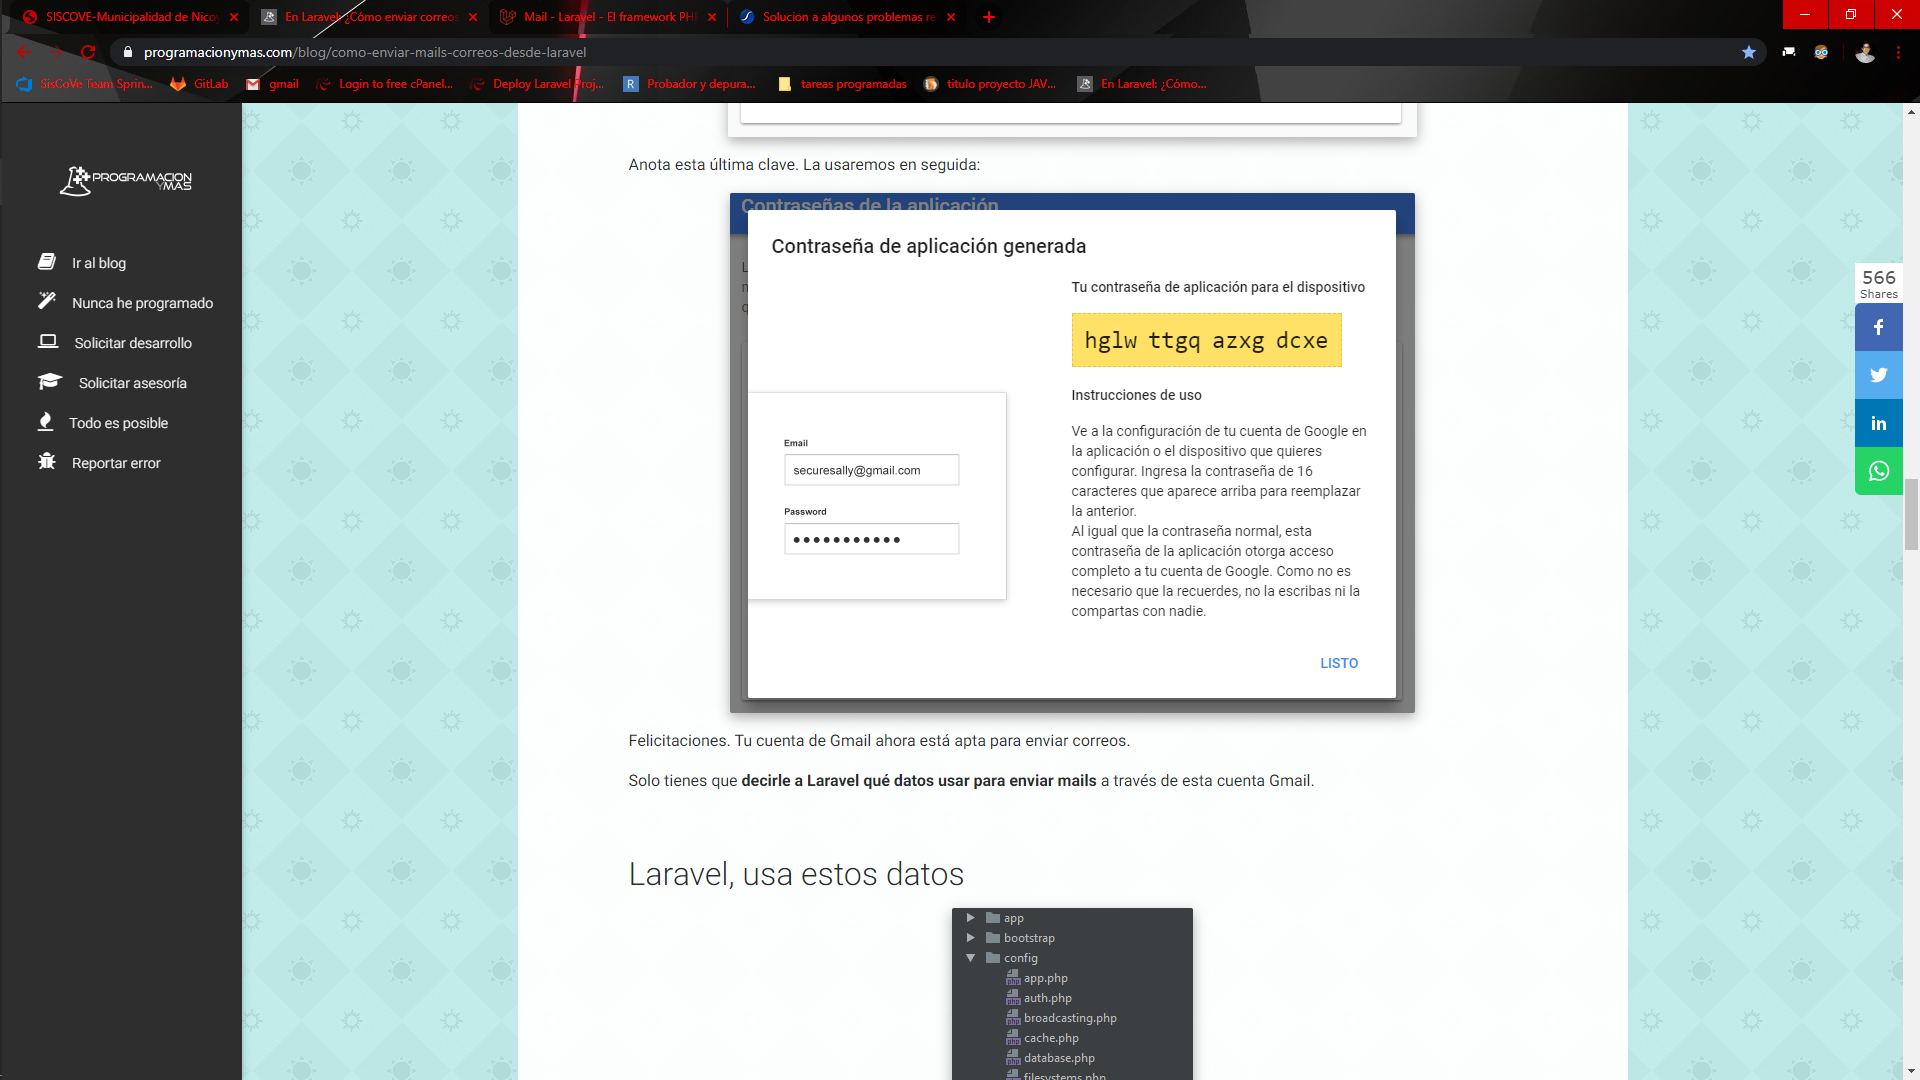 SISCOVE-Municipalidad de Nicoy
En Laravel: ¿Cómo enviar correos
Mail - Laravel - El framework PH
Solucion a algunos problemas re
programacionymas.com/blog/como-enviar-mails-correos-desde-laravel
SisCoVe Team Sprin...
GitLab
gmail
Login to free cPanel...
Deploy Laravel Proj...
Probador y depura...
tareas programadas
titulo proyecto JAV...
En Laravel: ¿Cómo...
PROGRAMACION
YMAS
Ir al blog
Nunca he programado
Solicitar desarrollo
Solicitar asesoría
Todo es posible
Reportar error
Anota esta última clave. La usaremos en seguida:
Contraseñas de la aplicación
Contraseña de aplicación generada
Tu contraseña de aplicación para el dispositivo
hglw ttgq azxg dcxe
Instrucciones de uso
Ve a la configuración de tu cuenta de Google en
la aplicación o el dispositivo que quieres
configurar. Ingresa la contraseña de 16
caracteres que aparece arriba para reemplazar
la anterior.
Al igual que la contraseña normal, esta
contraseña de la aplicación otorga acceso
completo a tu cuenta de Google. Como no es
necesario que la recuerdes, no la escribas ni la
compartas con nadie.
Email
securesally@gmail.com
Password
LISTO
Felicitaciones. Tu cuenta de Gmail ahora está apta para enviar correos.
Solo tienes que decirle a Laravel qué datos usar para enviar mails a través de esta cuenta Gmail.
Laravel, usa estos datos
app
bootstrap
config
app.php
auth.php
broadcasting.php
cache.php
database.php
filesystems.php
566
Shares